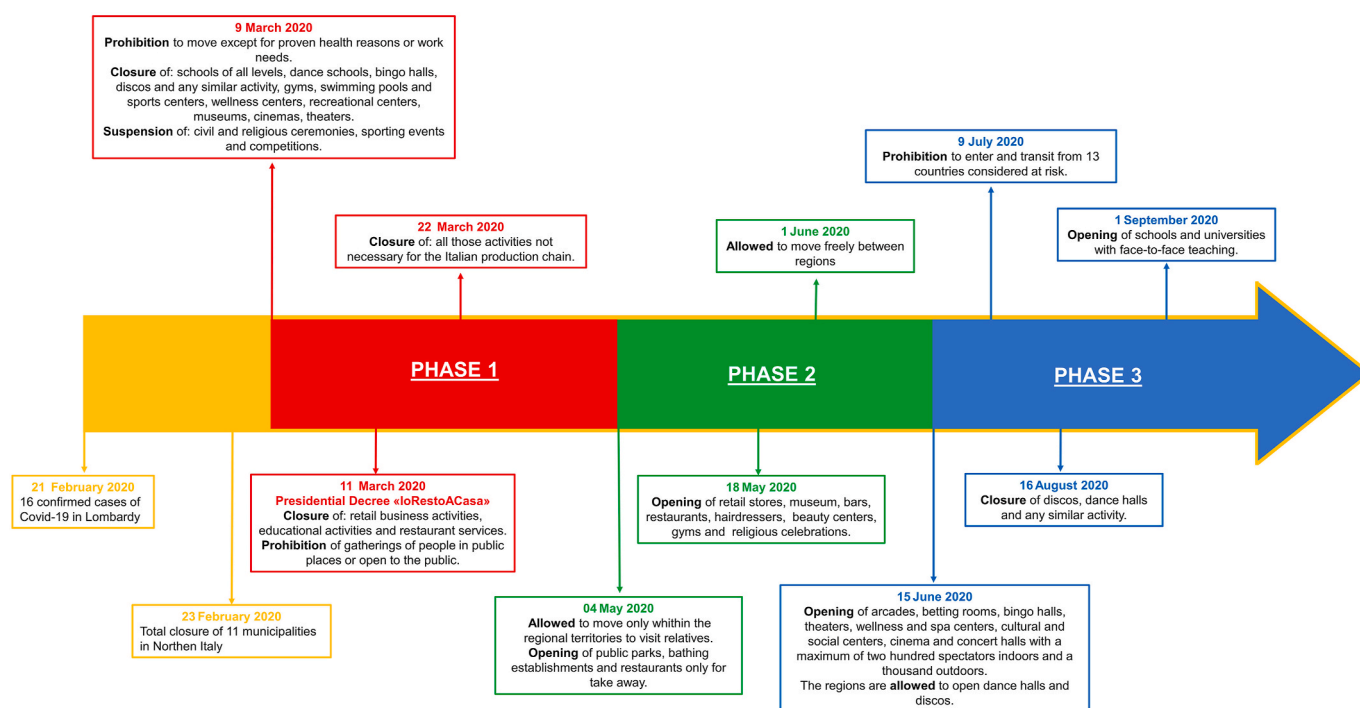 9 March 2020
Prohibition to move except for proven health reasons or work
needs.
Closure of: schools of all levels, dance schools, bingo halls,
discos and any similar activity, gyms, swimming pools and
sports centers, wellness centers, recreational centers,
museums, cinemas, theaters.
Suspension of: civil and religious ceremonies, sporting events
and competitions.
22 March 2020
Closure of: all those activities not
necessary for the Italian production chain.
1 June 2020
Allowed to move freely between
regions
9 July 2020
Prohibition to enter and transit from 13
countries considered at risk.
1 September 2020
Opening of schools and universities
with face-to-face teaching.
PHASE 1
PHASE 2
PHASE 3
21 February 2020
16 confirmed cases of
Covid-19 in Lombardy
23 February 2020
Total closure of 11 municipalities
in Northen Italy
11 March 2020
Presidential Decree «IoRestoACasa»
Closure of: retail business activities,
educational activities and restaurant services.
Prohibition of gatherings of people in public
places or open to the public.
04 May 2020
Allowed to move only whithin the
regional territories to visit relatives.
Opening of public parks, bathing
establishments and restaurants only for
take away.
18 May 2020
Opening of retail stores, museum, bars,
restaurants, hairdressers, beauty centers,
gyms and religious celebrations.
15 June 2020
Opening of arcades, betting rooms, bingo halls,
theaters, wellness and spa centers, cultural and
social centers, cinema and concert halls with a
maximum of two hundred spectators indoors and a
thousand outdoors.
The regions are allowed to open dance halls and
discos.
16 August 2020
Closure of discos, dance halls
and any similar activity.